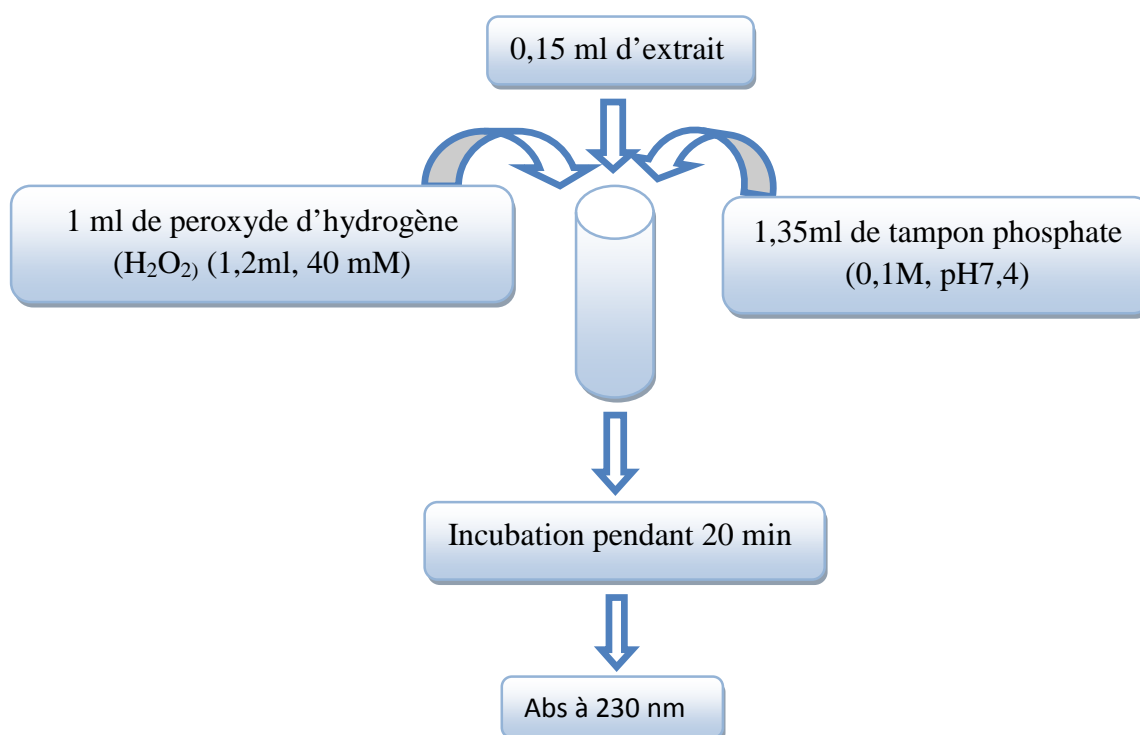 0,15 ml d’extrait
1 ml de peroxyde d’hydrogène
(H₂O₂₎ (1,2ml, 40 mM)
1,35ml de tampon phosphate
(0,1M, pH7,4)
Incubation pendant 20 min
Abs à 230 nm